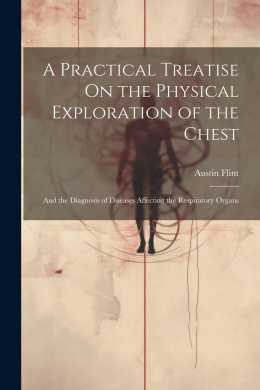 A Practical Treatise
On the Physical
Exploration of the
Chest
Austin Flint
And the Diagnosis of Diseases Affecting the Respiratory Organs